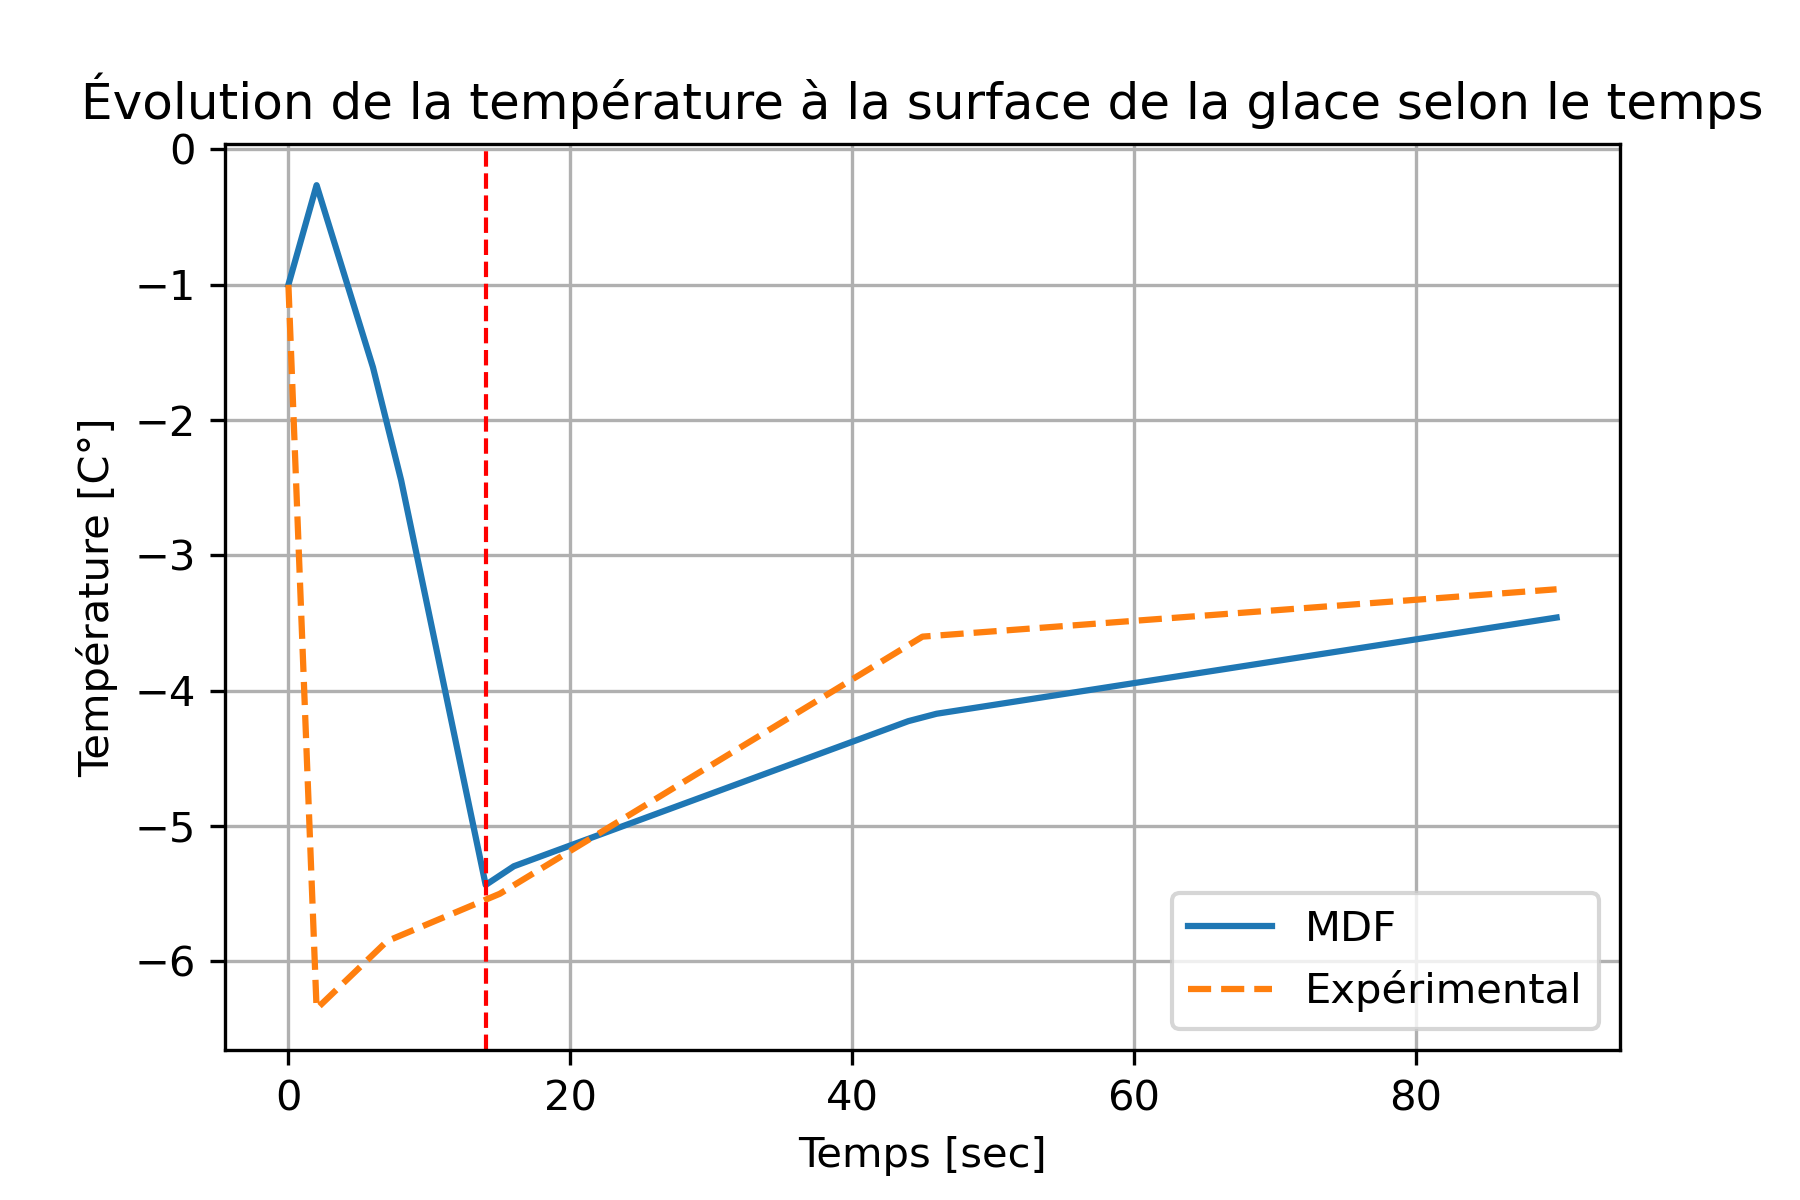 Évolution de la température à la surface de la glace selon le temps
0
−1
−2
−3
−4
−5
−6
Température [C°]
0 20 40 60 80
Temps [sec]
MDF
Expérimental